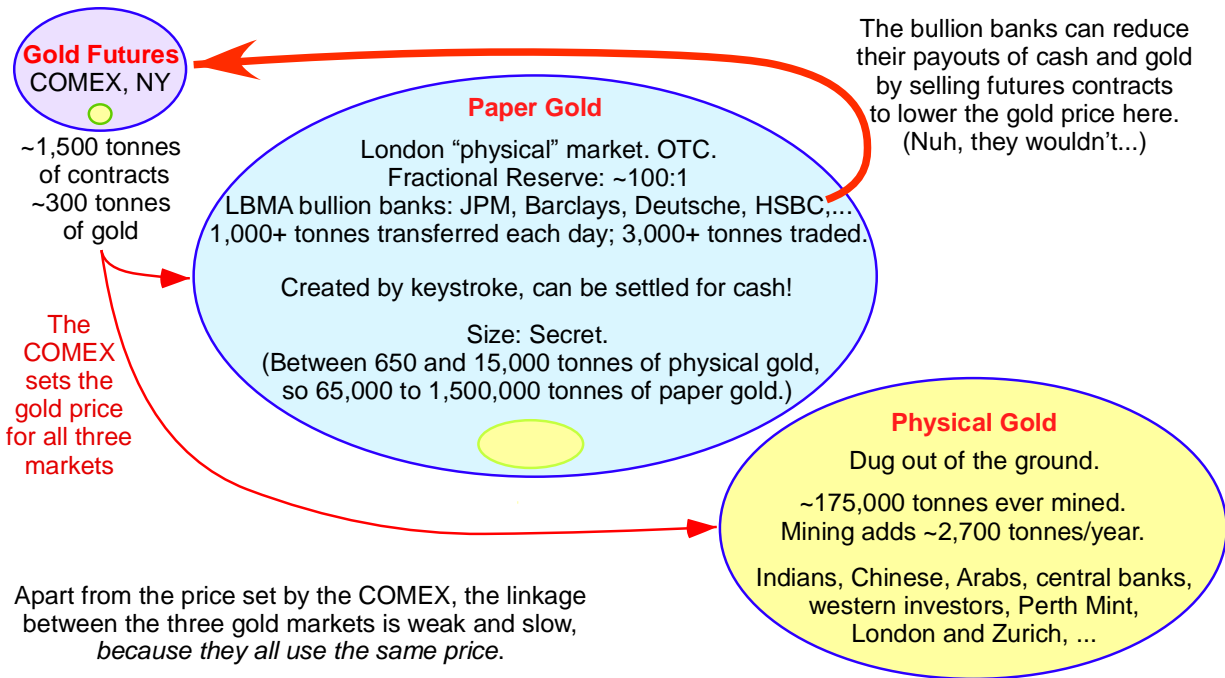 Gold Futures
COMEX, NY
~1,500 tonnes
of contracts
~300 tonnes
of gold
The bullion banks can reduce
their payouts of cash and gold
by selling futures contracts
to lower the gold price here.
(Nuh, they wouldn't...)
Paper Gold
London “physical” market. OTC.
Fractional Reserve: ~100:1
LBMA bullion banks: JPM, Barclays, Deutsche, HSBC,...
1,000+ tonnes transferred each day; 3,000+ tonnes traded.
Created by keystroke, can be settled for cash!
Size: Secret.
(Between 650 and 15,000 tonnes of physical gold,
so 65,000 to 1,500,000 tonnes of paper gold.)
The
COMEX
sets the
gold price
for all three
markets
Physical Gold
Dug out of the ground.
~175,000 tonnes ever mined.
Mining adds ~2,700 tonnes/year.
Indians, Chinese, Arabs, central banks,
western investors, Perth Mint,
London and Zurich, ...
Apart from the price set by the COMEX, the linkage
between the three gold markets is weak and slow,
because they all use the same price.